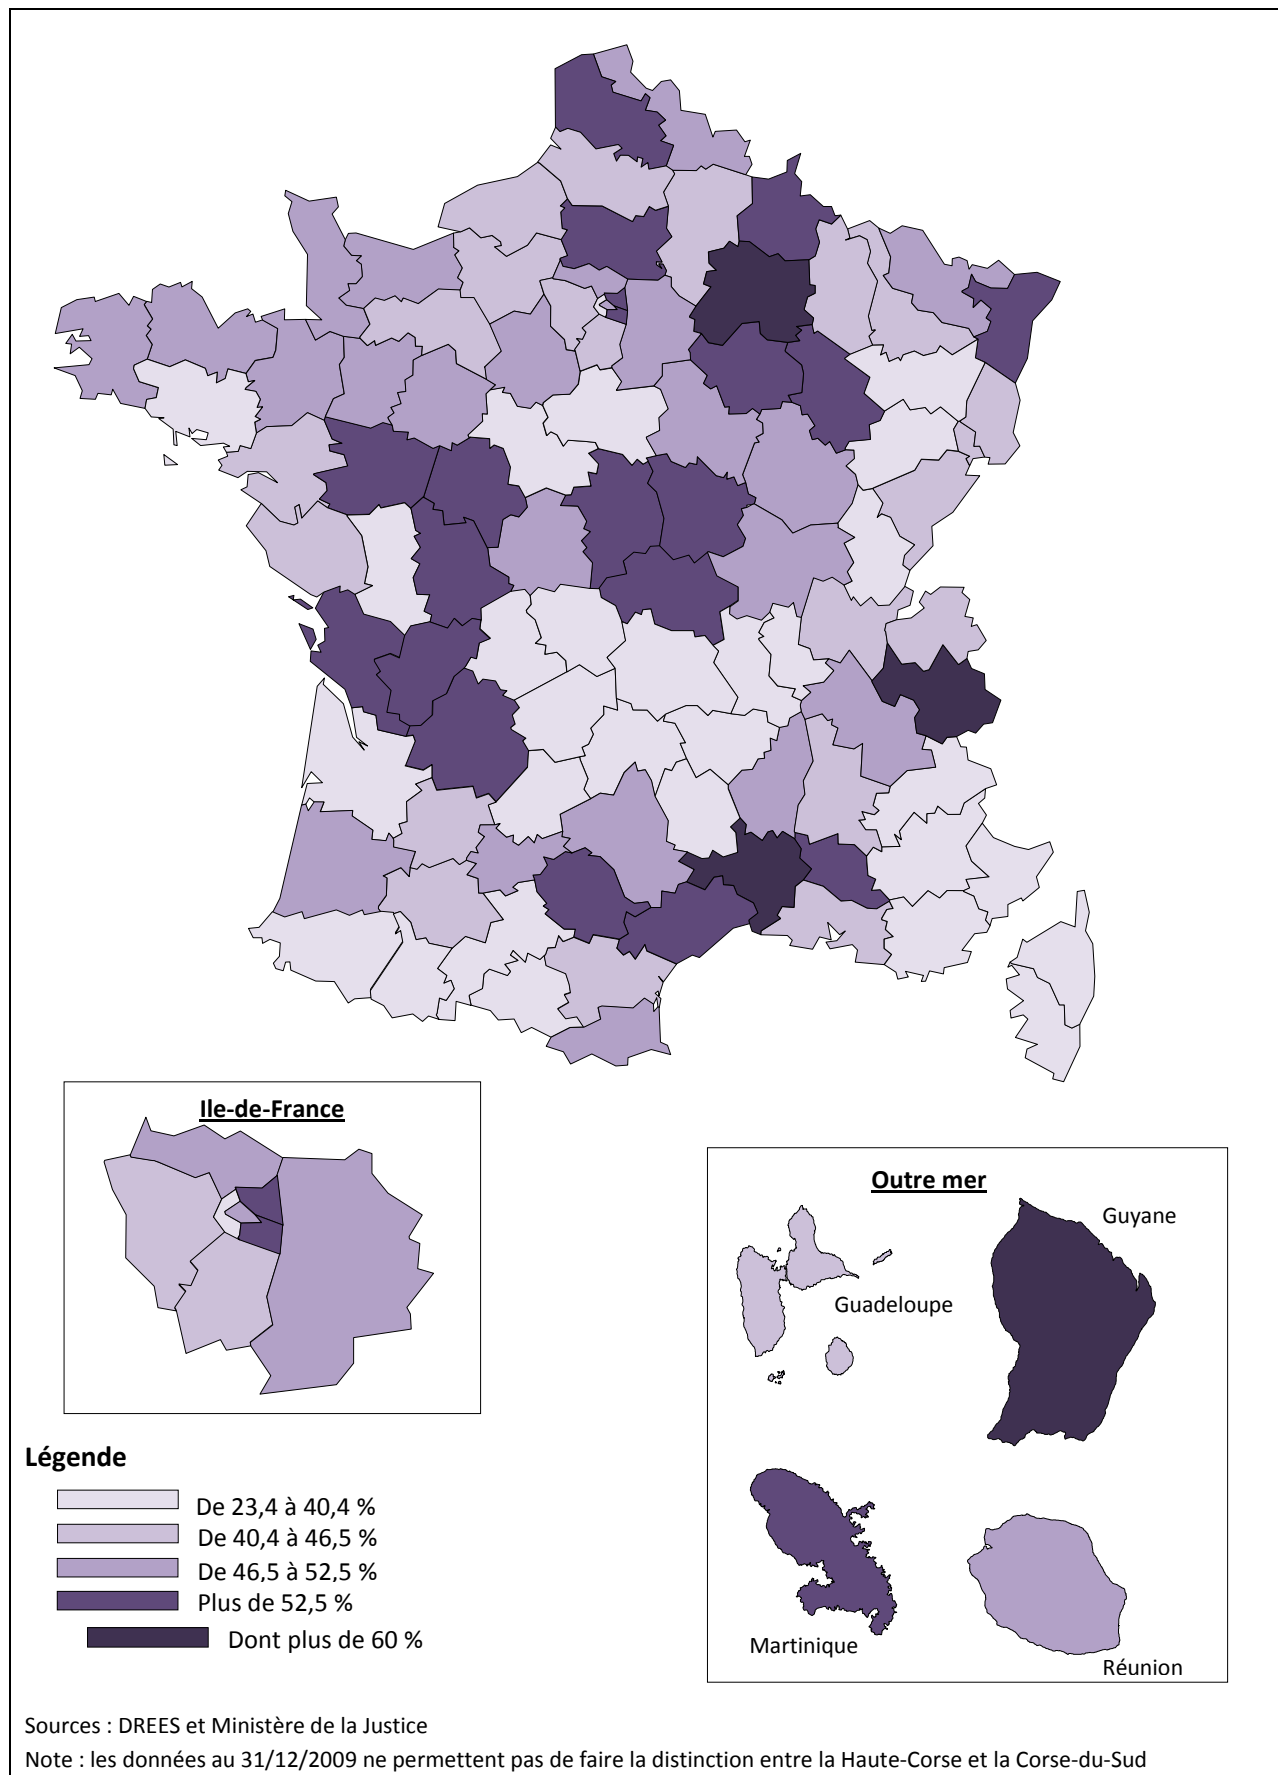 Ile-de-France
Outre mer
Guyane
Guadeloupe
Martinique
Réunion
Légende
De 23,4 à 40,4 %
De 40,4 à 46,5 %
De 46,5 à 52,5 %
Plus de 52,5 %
Dont plus de 60 %
Sources : DREES et Ministère de la Justice
Note : les données au 31/12/2009 ne permettent pas de faire la distinction entre la Haute-Corse et la Corse-du-Sud